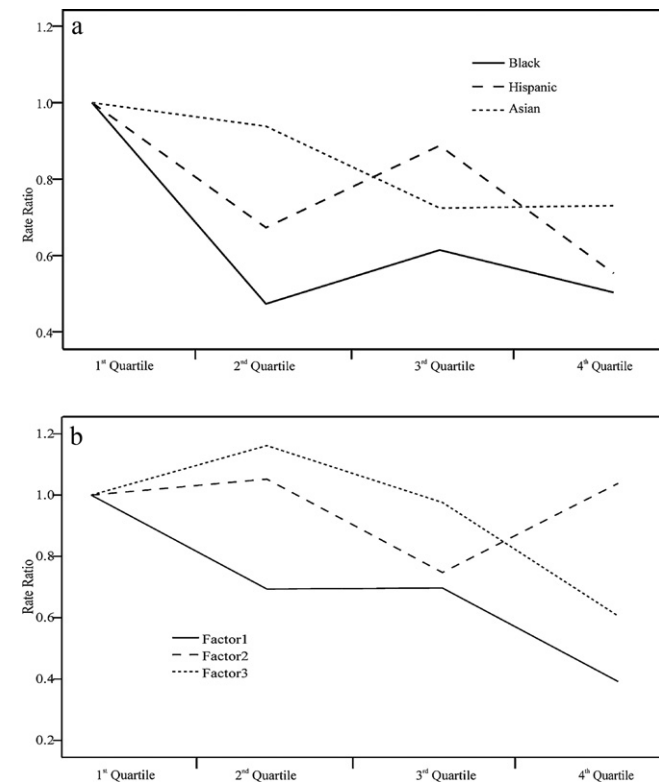 a
1.2
1.0
0.8
0.6
0.4
Rate Ratio
Black
Hispanic
Asian
1st Quartile 2nd Quartile 3rd Quartile 4th Quartile
b
1.2
1.0
0.8
0.6
0.4
0.2
Rate Ratio
Factor1
Factor2
Factor3
1st Quartile 2nd Quartile 3rd Quartile 4th Quartile